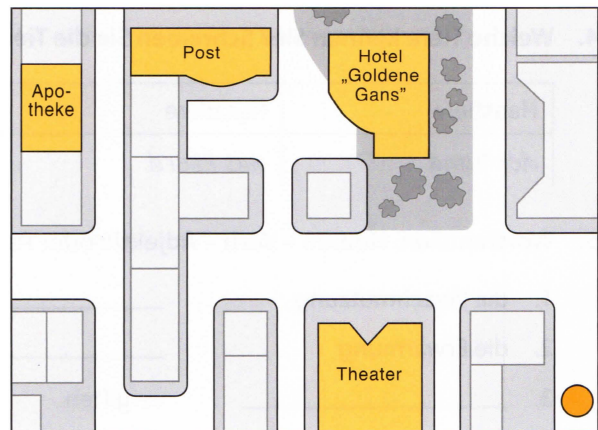 Post
Hotel
„Goldene
Gans”
Apo-
theke
Theater